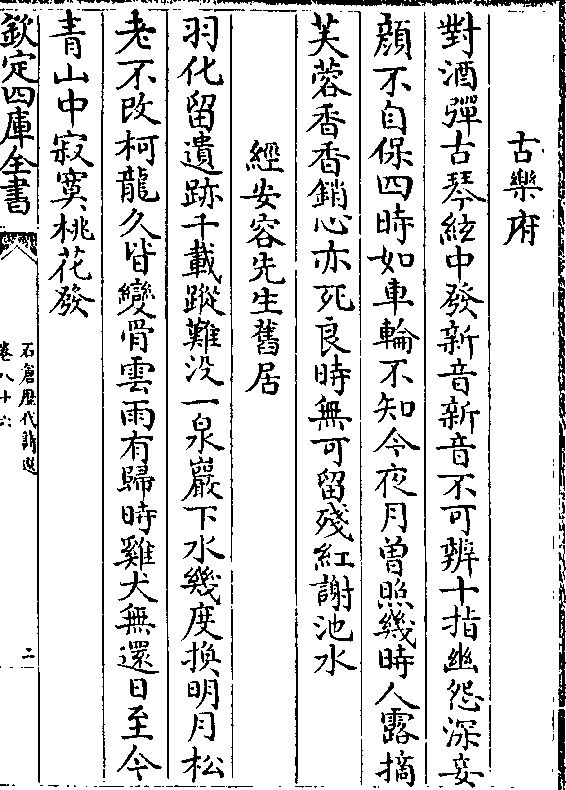 古樂府
對酒彈古琴絃中發新音新音不可辨十指幽怨深妾
顔不自保四時如車輪不知今夜月曾照幾時人露摘
芙蓉香香銷心亦死良時無可留殘紅謝池水
經安容先生舊居
羽化留遺跡千載蹤難没一泉巖下水幾度換明月松
老不改柯龍久皆變骨雲雨有歸時雞犬無還日至今
青山中寂寞桃花發
欽定四庫全書
石倉歷代詩選
卷八十六
二